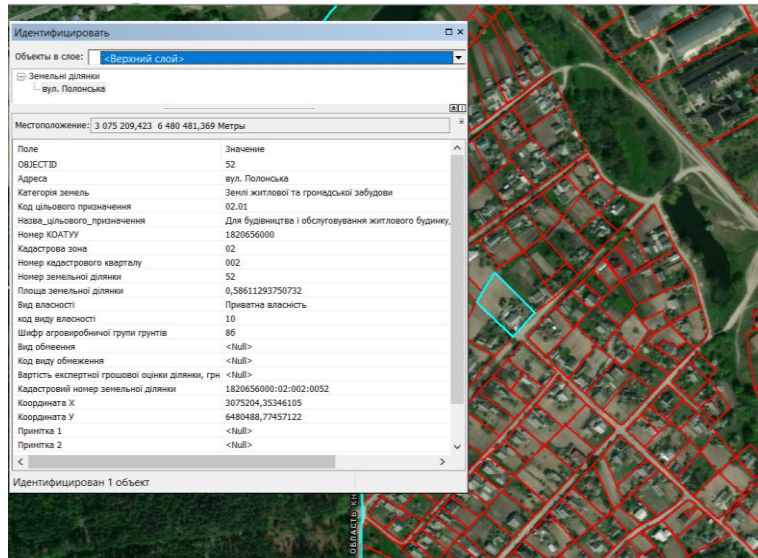 Идентифицировать
Объекты в слое: <Верхний слой>
Земельні ділянки
вул. Полонська
Местоположение: 3 075 209,423 6 480 481,369 Метры
Поле Значение
OBJECTID 52
Адреса вул. Полонська
Категорія земель Землі житлової та громадської забудови
Код цільового призначення 02.01
Назва_цільового_призначення Для будівництва і обслуговування житлового будинку,
Номер КОАТУУ 1820656000
Кадастрова зона 02
Номер кадастрового кварталу 002
Номер земельної ділянки 52
Площа земельної ділянки 0,58611293750732
Вид власності Приватна власність
код виду власності 10
Шифр агровиробничої групи грунтів 8б
Вид обмеення <Null>
Код виду обмеження <Null>
Вартість експертної грошової оцінки ділянки, грн <Null>
Кадастровий номер земельної ділянки 1820656000:02:002:0052
Координата X 3075204,35346105
Координата У 6480488,77457122
Примітка 1 <Null>
Примітка 2 <Null>
Идентифицирован 1 объект
ОБЛАСТЬ,